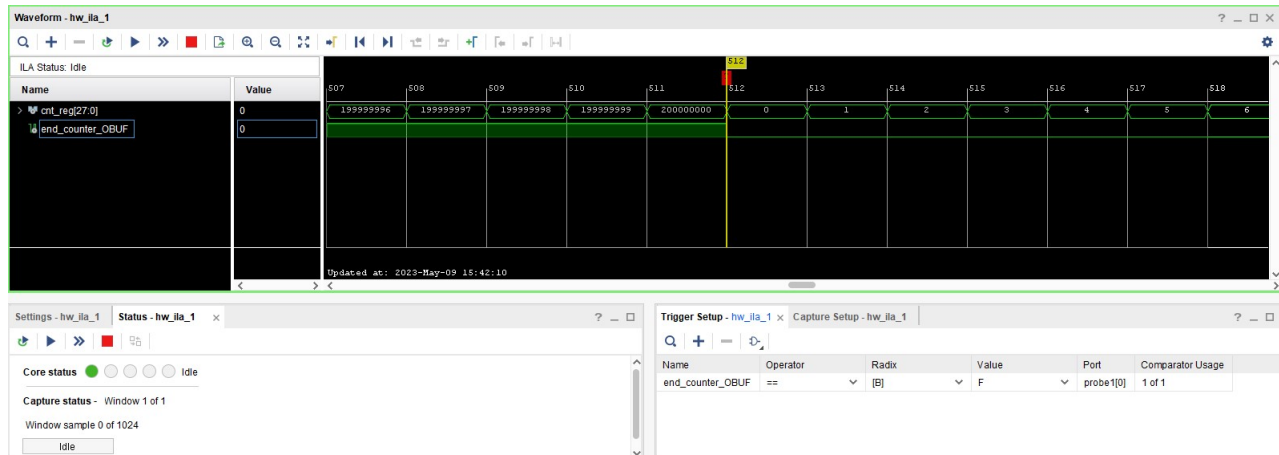 Waveform - hw_ila_1
ILA Status: Idle
Name
Value
cnt_reg[27:0]
0
end_counter_OBUF
0
512
507 508 509 510 511 512 513 514 515 516 517 518
199999996 199999997 199999998 199999999 200000000 0 1 2 3 4 5 6
Updated at: 2023-May-09 15:42:10
Settings - hw_ila_1 Status - hw_ila_1
Core status Idle
Capture status - Window 1 of 1
Window sample 0 of 1024
Idle
Trigger Setup - hw_ila_1 Capture Setup - hw_ila_1
Name Operator Radix Value Port Comparator Usage
end_counter_OBUF == [B] F probe1[0] 1 of 1